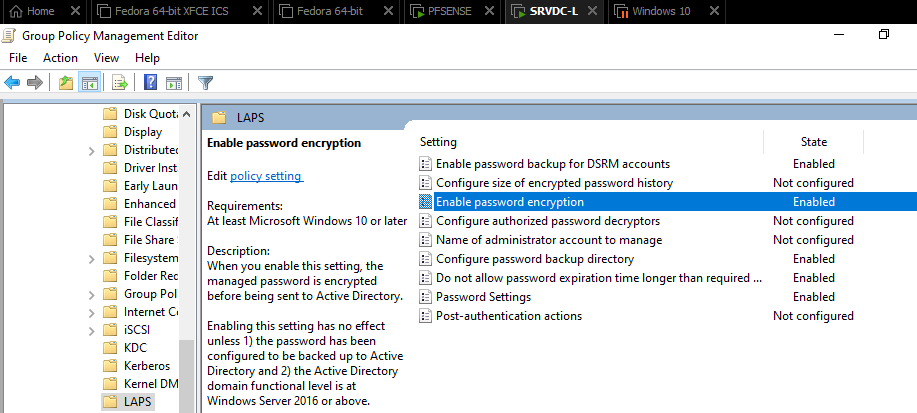 Home Fedora 64-bit XFCE ICS Fedora 64-bit PFSENSE SRVDC-L Windows 10
Group Policy Management Editor
File Action View Help
Disk Quota
Display
Distributed
Driver Inst
Early Laun
Enhanced
File Classif
File Share
Filesystem
Folder Red
Group Poli
Internet Co
iSCSI
KDC
Kerberos
Kernel DM
LAPS
LAPS
Enable password encryption
Edit policy setting
Requirements:
At least Microsoft Windows 10 or later
Description:
When you enable this setting, the
managed password is encrypted
before being sent to Active Directory.
Enabling this setting has no effect
unless 1) the password has been
configured to be backed up to Active
Directory and 2) the Active Directory
domain functional level is at
Windows Server 2016 or above.
Setting State
Enable password backup for DSRM accounts Enabled
Configure size of encrypted password history Not configured
Enable password encryption Enabled
Configure authorized password decryptors Not configured
Name of administrator account to manage Not configured
Configure password backup directory Enabled
Do not allow password expiration time longer than required ... Enabled
Password Settings Enabled
Post-authentication actions Not configured